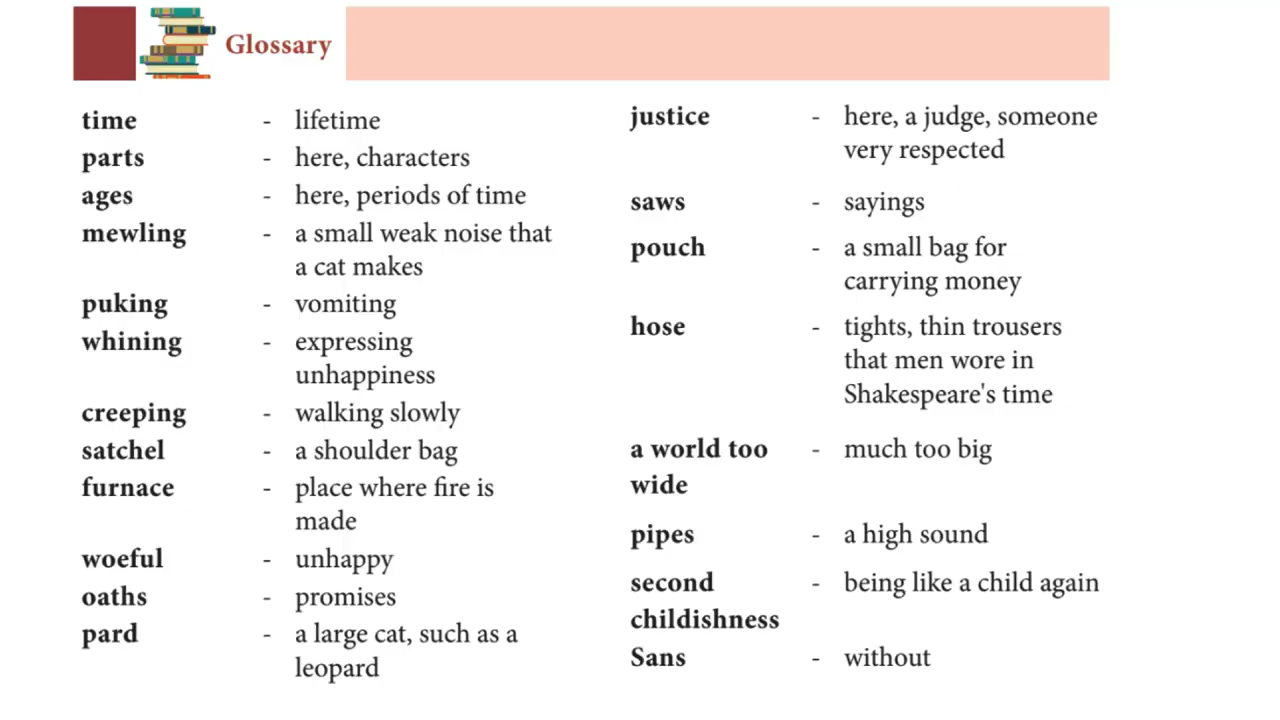 Glossary
time - lifetime
parts - here, characters
ages - here, periods of time
mewling - a small weak noise that
a cat makes
puking - vomiting
whining - expressing
unhappiness
creeping - walking slowly
satchel - a shoulder bag
furnace - place where fire is
made
woeful - unhappy
oaths - promises
pard - a large cat, such as a
leopard
justice - here, a judge, someone
very respected
saws - sayings
pouch - a small bag for
carrying money
hose - tights, thin trousers
that men wore in
Shakespeare's time
a world too - much too big
wide
pipes - a high sound
second - being like a child again
childishness
Sans - without